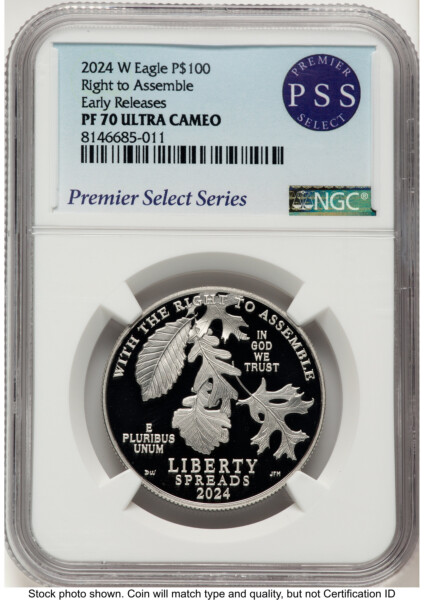 2024 W Eagle P$100
Right to Assemble
Early Releases
PF 70 ULTRA CAMEO
8146685-011
Premier Select Series
PREMIER
PSS
SELECT
NGC®
WITH THE RIGHT TO ASSEMBLE
IN
GOD
WE
TRUST
E
PLURIBUS
UNUM
DW
JFM
LIBERTY
SPREADS
2024
Stock photo shown. Coin will match type and quality, but not Certification ID